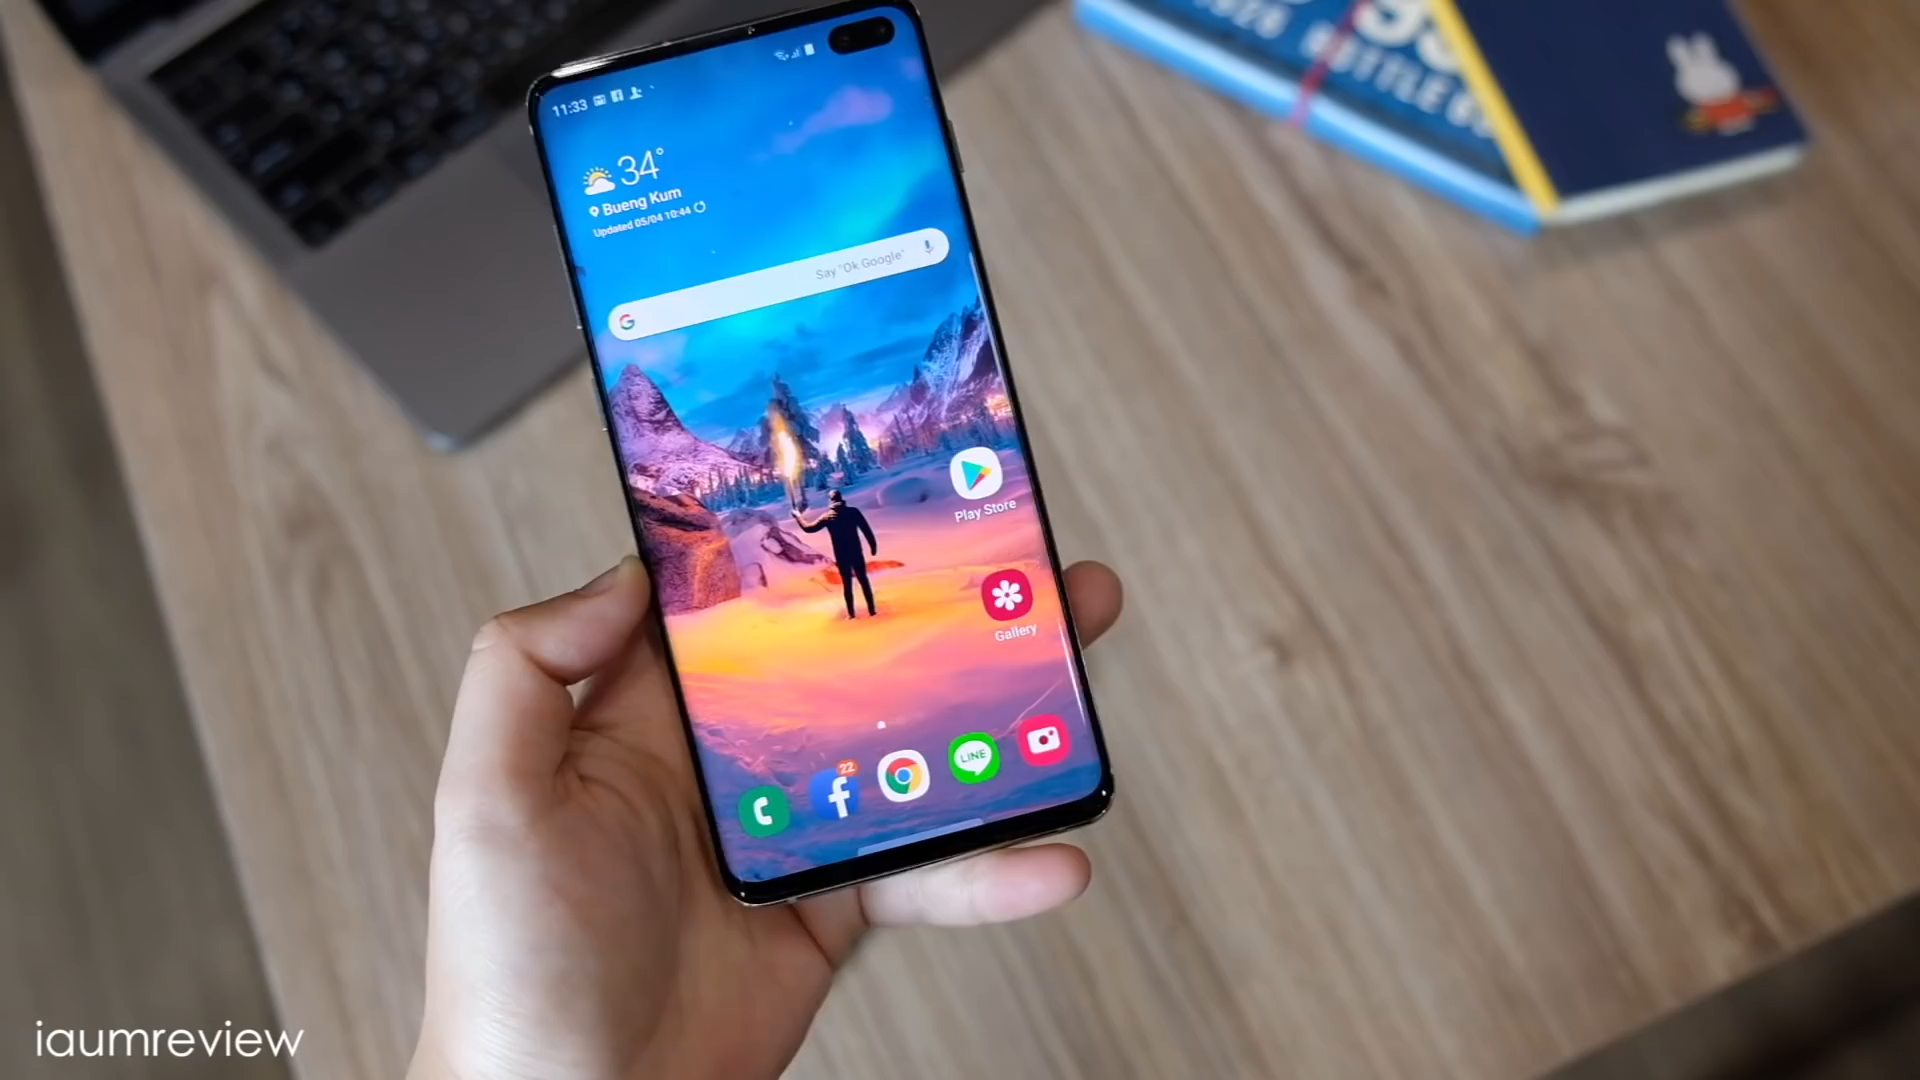 11:33
34°
Bueng Kum
Updated 05/04 10:44
Say "Ok Google"
Play Store
Gallery
22
LINE
iaumreview